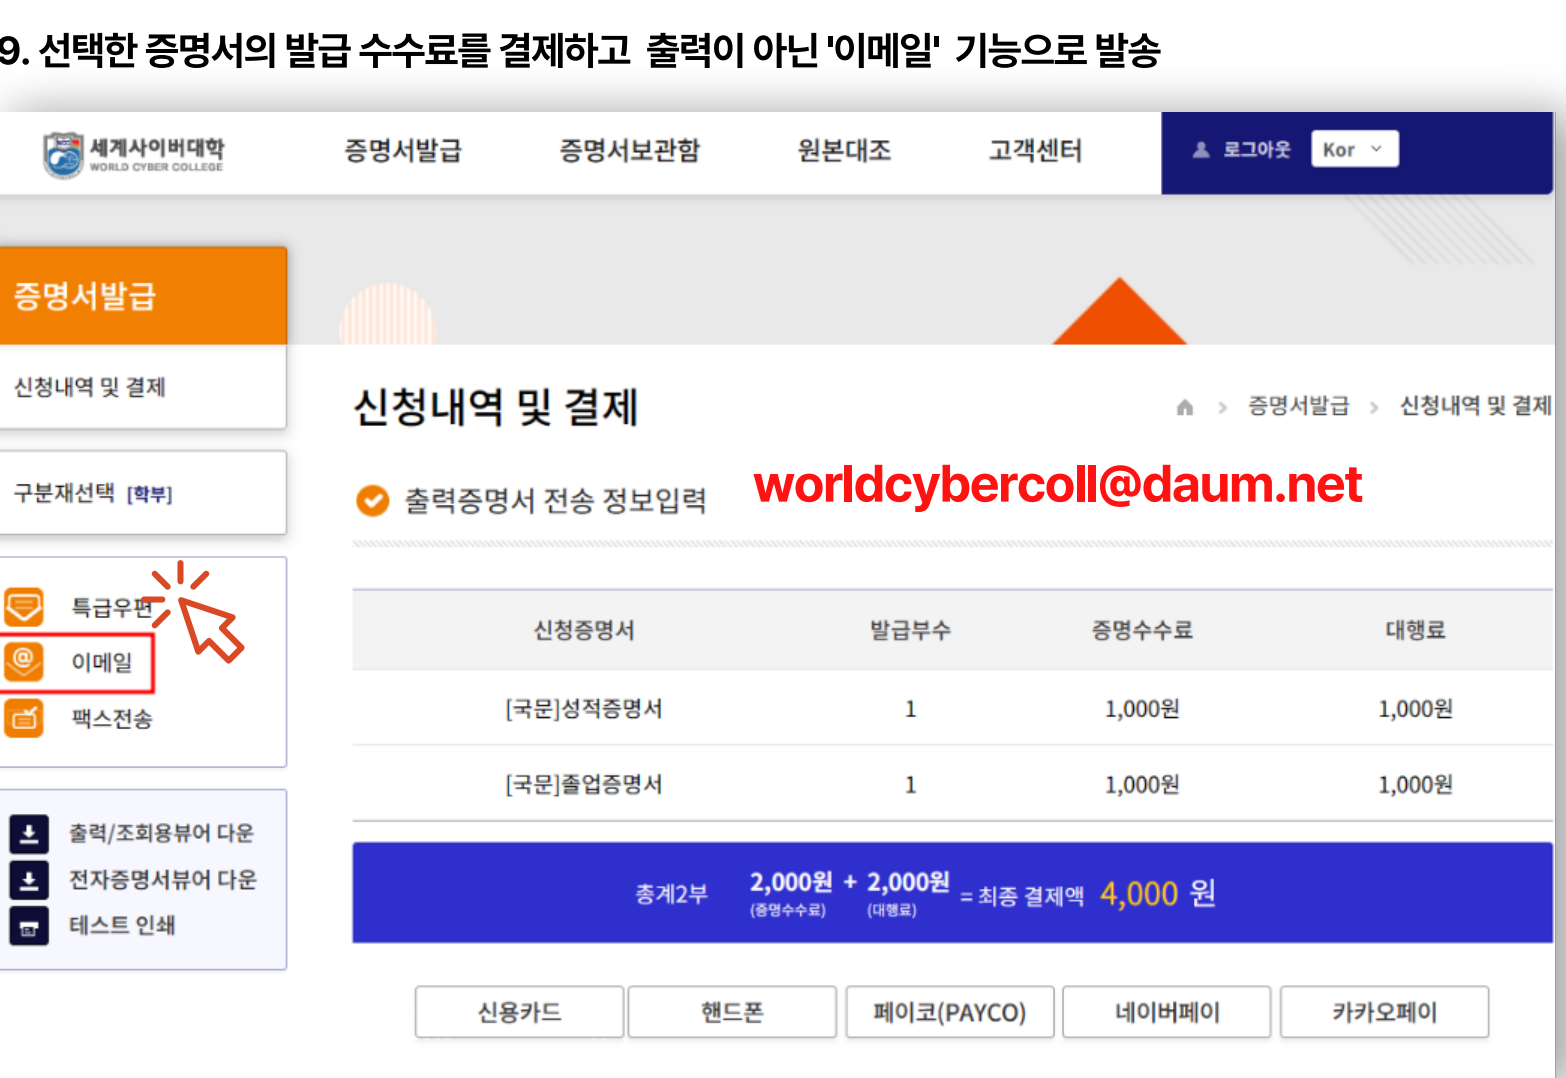 9. 선택한 증명서의 발급 수수료를 결제하고 출력이 아닌 '이메일' 기능으로 발송
세계사이버대학
WORLD CYBER COLLEGE
증명서발급 증명서보관함 원본대조 고객센터 로그아웃 Kor
증명서발급
신청내역 및 결제
구분재선택 [학부]
특급우편
이메일
팩스전송
출력/조회용뷰어 다운
전자증명서뷰어 다운
테스트 인쇄
신청내역 및 결제
> 증명서발급 > 신청내역 및 결제
출력증명서 전송 정보입력
worldcybercoll@daum.net
신청증명서 발급부수 증명수수료 대행료
[국문]성적증명서 1 1,000원 1,000원
[국문]졸업증명서 1 1,000원 1,000원
총계2부 2,000원 + 2,000원 = 최종 결제액 4,000 원
(증명수수료) (대행료)
신용카드 핸드폰 페이코(PAYCO) 네이버페이 카카오페이